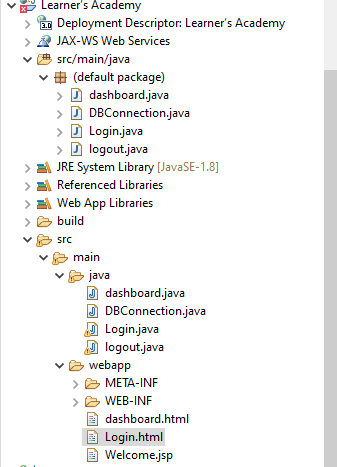 Learner's Academy
Deployment Descriptor: Learner's Academy
JAX-WS Web Services
src/main/java
(default package)
dashboard.java
DBConnection.java
Login.java
logout.java
JRE System Library [JavaSE-1.8]
Referenced Libraries
Web App Libraries
build
src
main
java
dashboard.java
DBConnection.java
Login.java
logout.java
webapp
META-INF
WEB-INF
dashboard.html
Login.html
Welcome.jsp